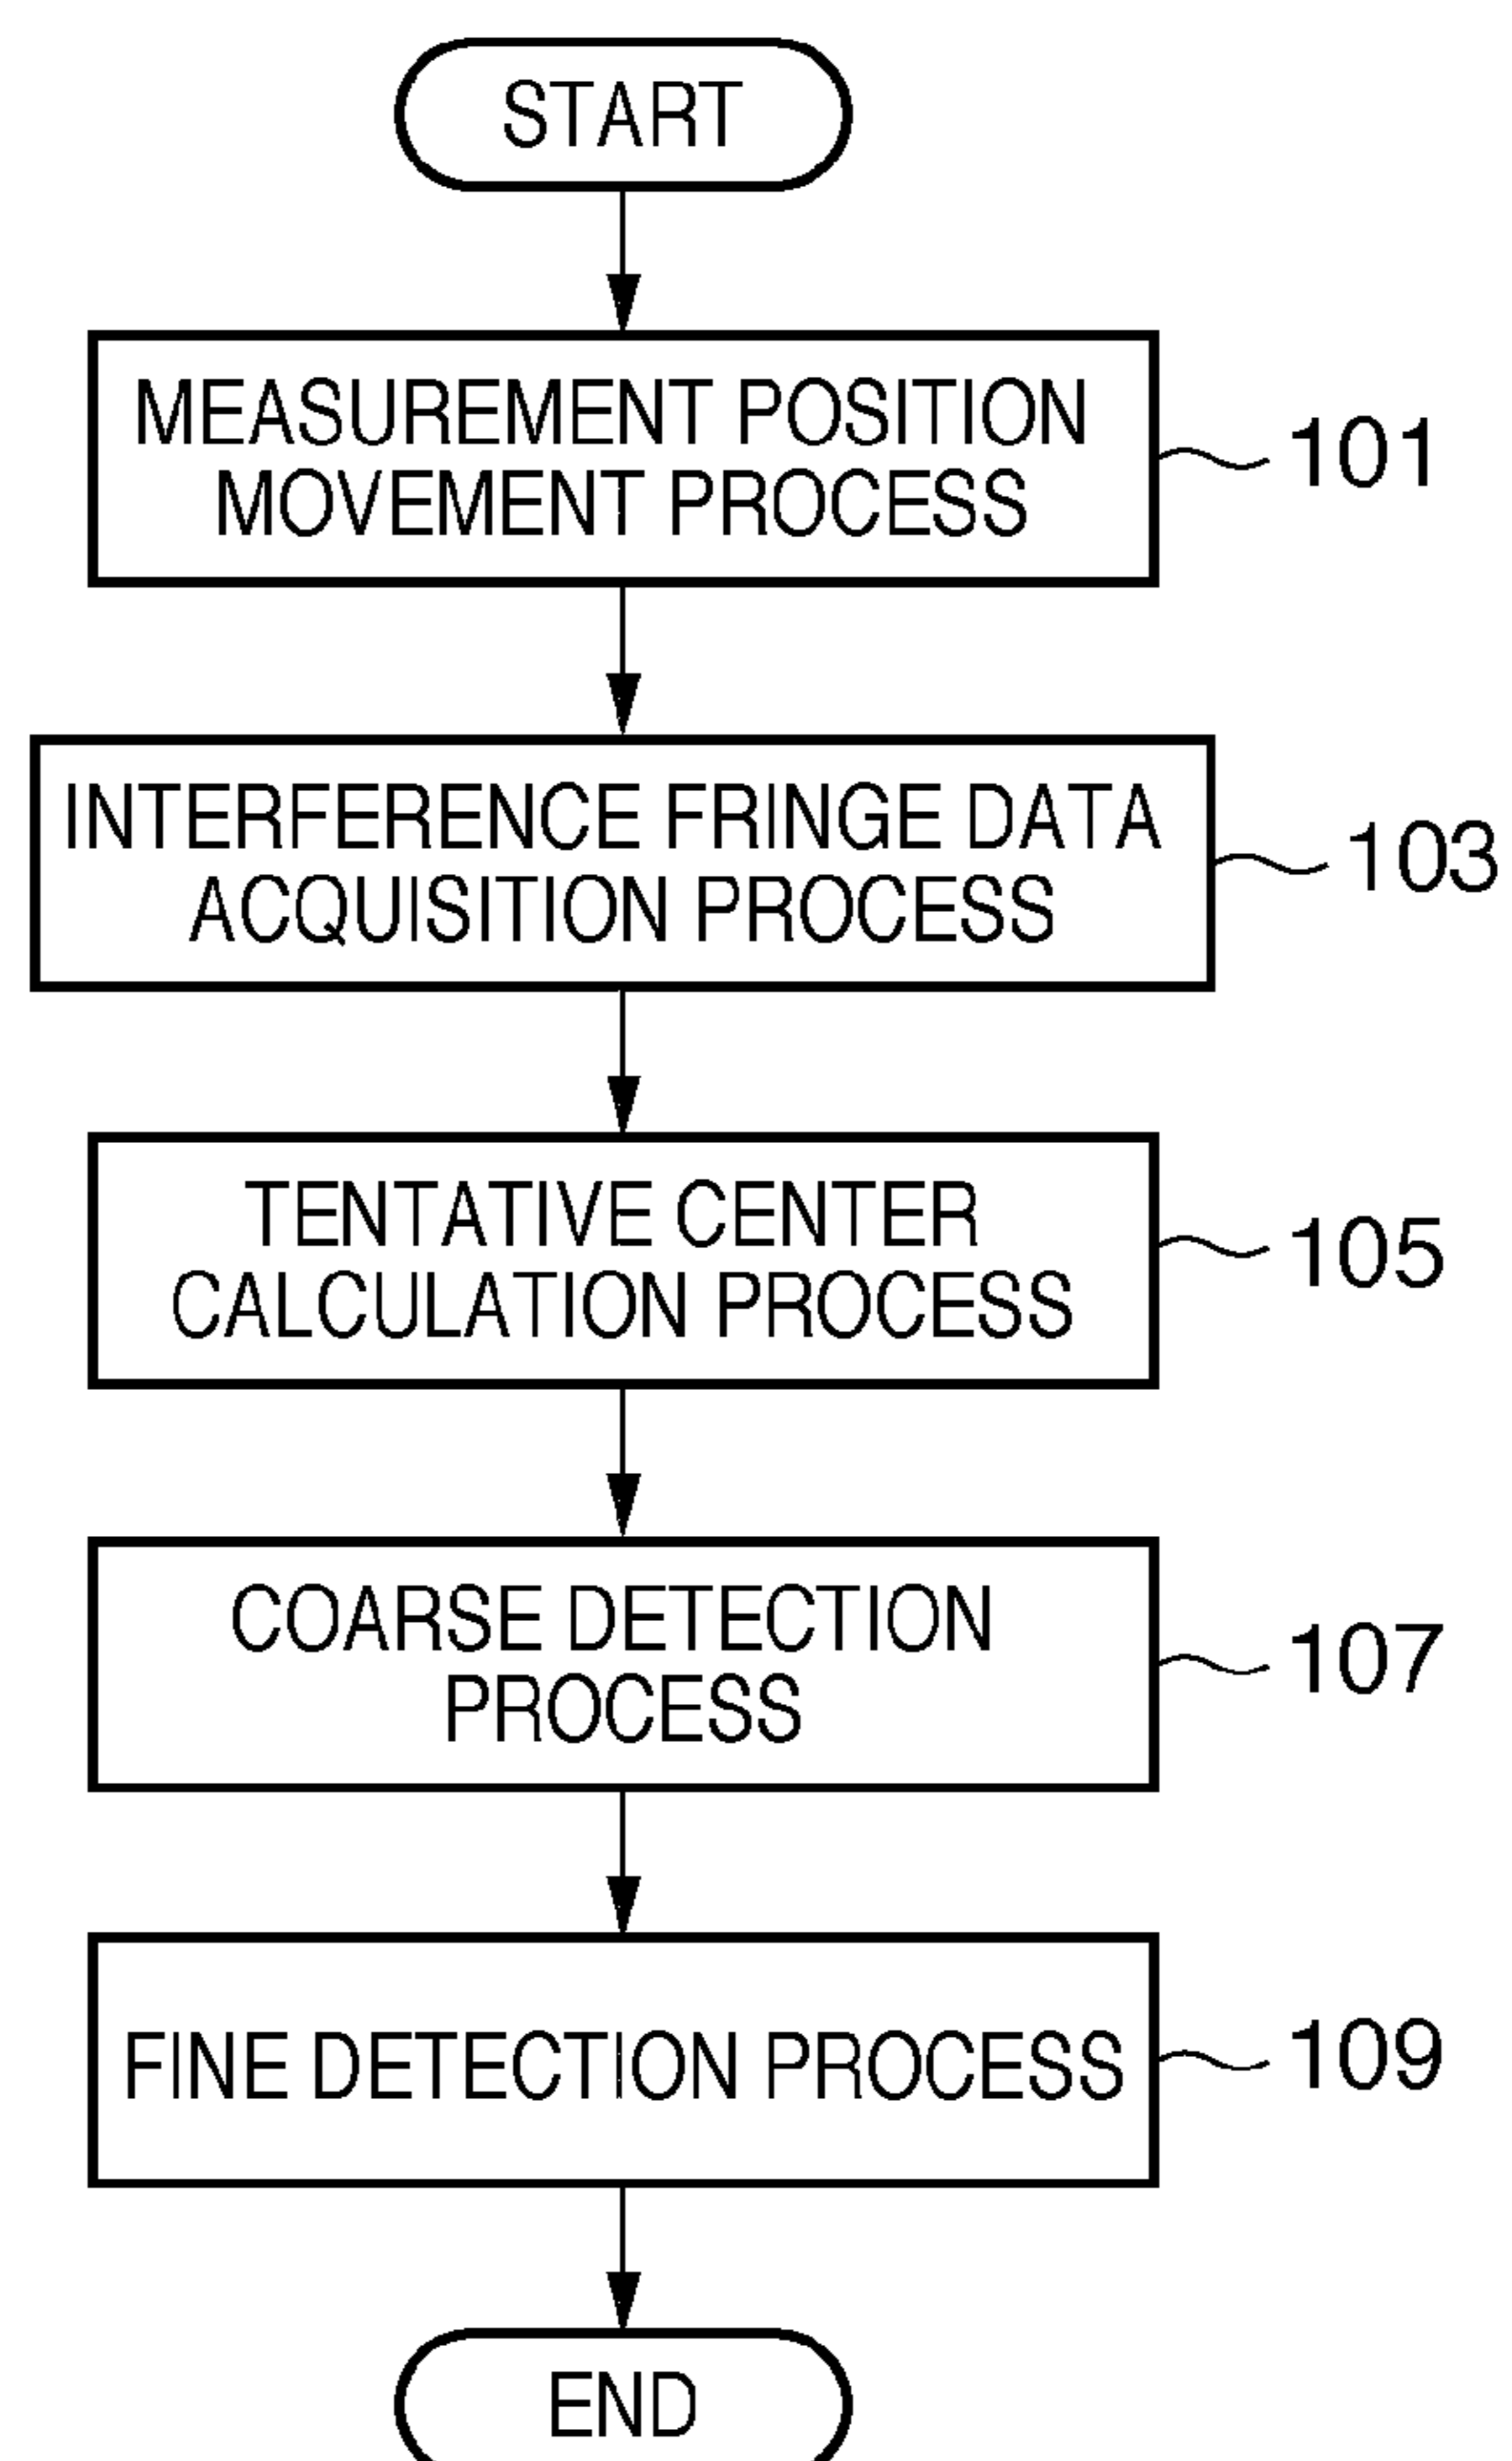 START
MEASUREMENT POSITION
MOVEMENT PROCESS
101
INTERFERENCE FRINGE DATA
ACQUISITION PROCESS
103
TENTATIVE CENTER
CALCULATION PROCESS
105
COARSE DETECTION
PROCESS
107
FINE DETECTION PROCESS
109
END